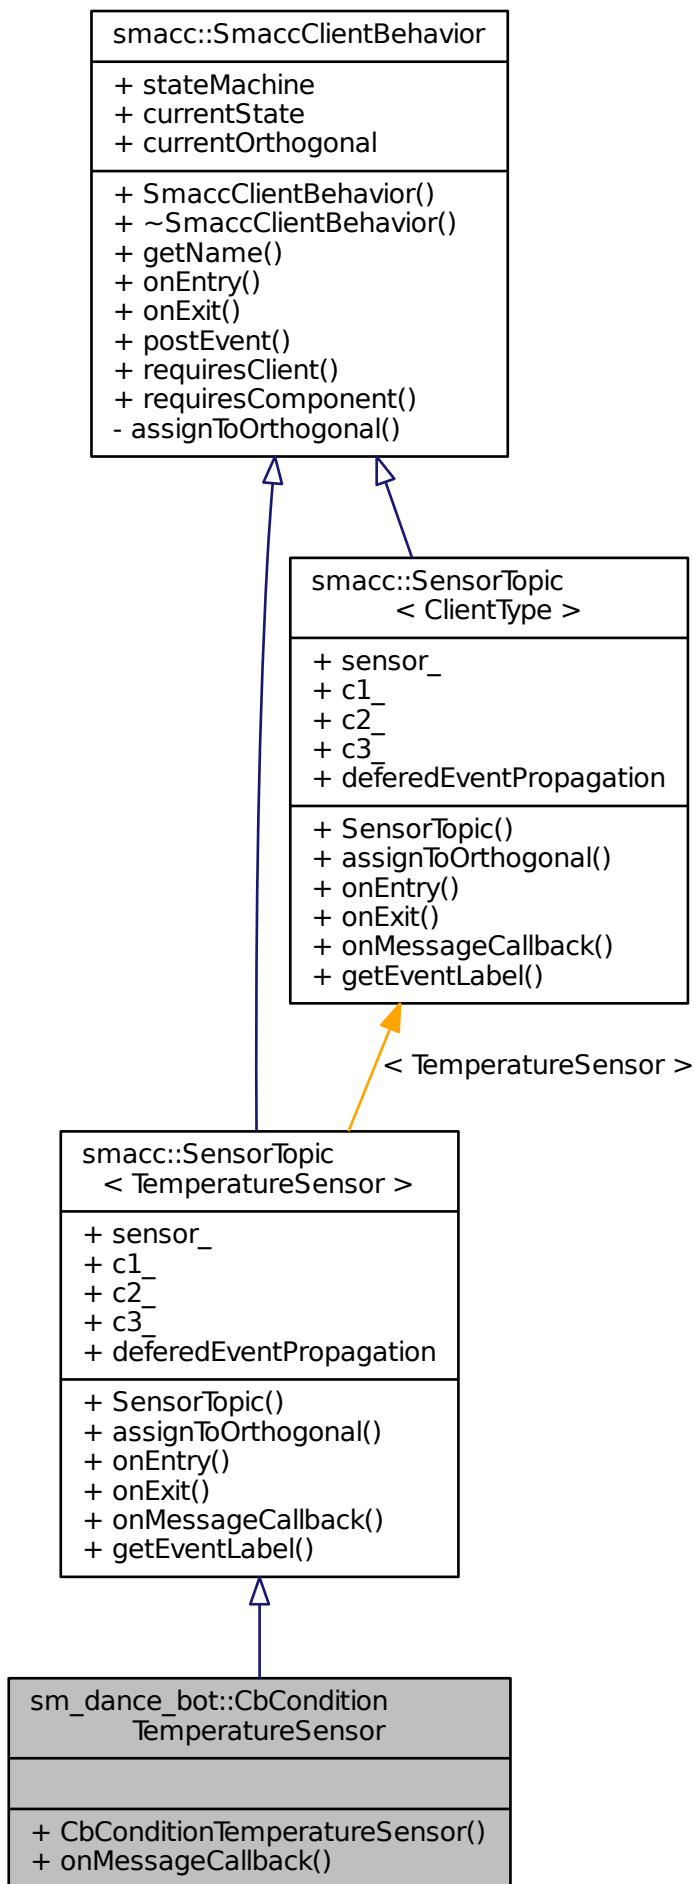 smacc::SmaccClientBehavior
+ stateMachine
+ currentState
+ currentOrthogonal
+ SmaccClientBehavior()
+ ~SmaccClientBehavior()
+ getName()
+ onEntry()
+ onExit()
+ postEvent()
+ requiresClient()
+ requiresComponent()
- assignToOrthogonal()
smacc::SensorTopic
< ClientType >
+ sensor_
+ c1_
+ c2_
+ c3_
+ deferedEventPropagation
+ SensorTopic()
+ assignToOrthogonal()
+ onEntry()
+ onExit()
+ onMessageCallback()
+ getEventLabel()
< TemperatureSensor >
smacc::SensorTopic
< TemperatureSensor >
+ sensor_
+ c1_
+ c2_
+ c3_
+ deferedEventPropagation
+ SensorTopic()
+ assignToOrthogonal()
+ onEntry()
+ onExit()
+ onMessageCallback()
+ getEventLabel()
sm_dance_bot::CbCondition
TemperatureSensor
+ CbConditionTemperatureSensor()
+ onMessageCallback()